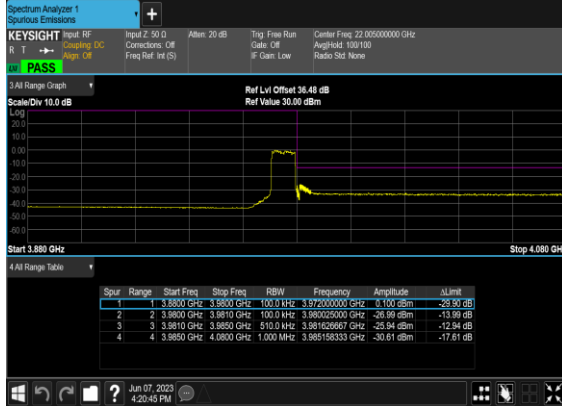 Spectrum Analyzer 1
Spurious Emissions
+
KEYSIGHT Input: RF Input Z: 50 Ω Atten: 20 dB Trig: Free Run Center Freq: 22.005000000 GHz
R T Coupling: DC Corrections: Off Gate: Off Avg|Hold: 100/100
Align: Off Freq Ref: Int (S) IF Gain: Low Radio Std: None
PASS
3 All Range Graph
Ref Lvl Offset 36.48 dB
Scale/Div 10.0 dB Ref Value 30.00 dBm
Log
20.0
10.0
0.00
-10.0
-20.0
-30.0
-40.0
-50.0
-60.0
Start 3.880 GHz Stop 4.080 GH
4 All Range Table
Spur Range Start Freq Stop Freq RBW Frequency Amplitude ΔLimit
1 1 3.8800 GHz 3.9800 GHz 100.0 kHz 3.972000000 GHz 0.100 dBm -29.90 dB
2 2 3.9800 GHz 3.9810 GHz 100.0 kHz 3.980025000 GHz -26.99 dBm -13.99 dB
3 3 3.9810 GHz 3.9850 GHz 510.0 kHz 3.981626667 GHz -25.94 dBm -12.94 dB
4 4 3.9850 GHz 4.0800 GHz 1.000 MHz 3.985158333 GHz -30.61 dBm -17.61 dB
? Jun 07, 2023
4:20:45 PM